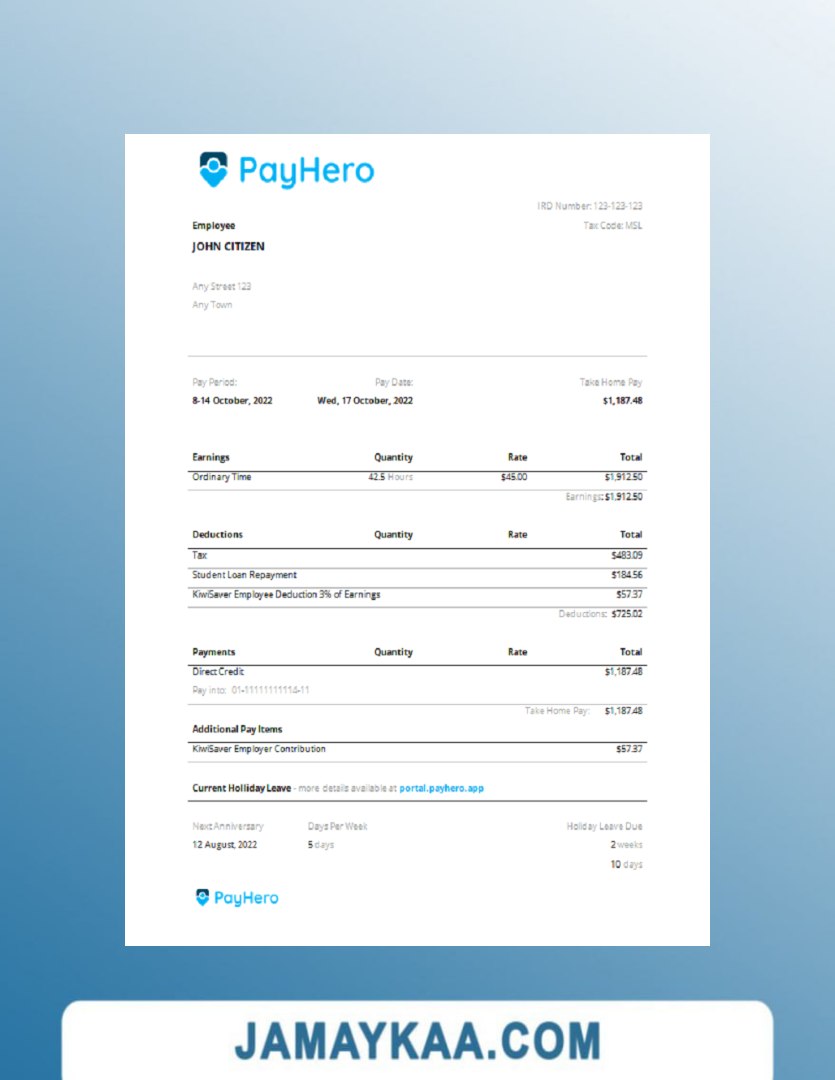 PayHero
IRD Number: 123-123-123
Employee Tax Code: MSL
JOHN CITIZEN
Any Street 123
Any Town
Pay Period: Pay Date: Take Home Pay
8-14 October, 2022 Wed, 17 October, 2022 $1,187.48
Earnings Quantity Rate Total
Ordinary Time 42.5 Hours $45.00 $1,912.50
Earnings: $1,912.50
Deductions Quantity Rate Total
Tax $483.09
Student Loan Repayment $184.56
KiwiSaver Employee Deduction 3% of Earnings $57.37
Deductions: $725.02
Payments Quantity Rate Total
Direct Credit $1,187.48
Pay into: 01-11111111114-11
Take Home Pay: $1,187.48
Additional Pay Items
KiwiSaver Employer Contribution $57.37
Current Holliday Leave - more details available at portal.payhero.app
Next Anniversary Days Per Week Holiday Leave Due
12 August, 2022 5 days 2 weeks
10 days
PayHero
JAMAYKAA.COM